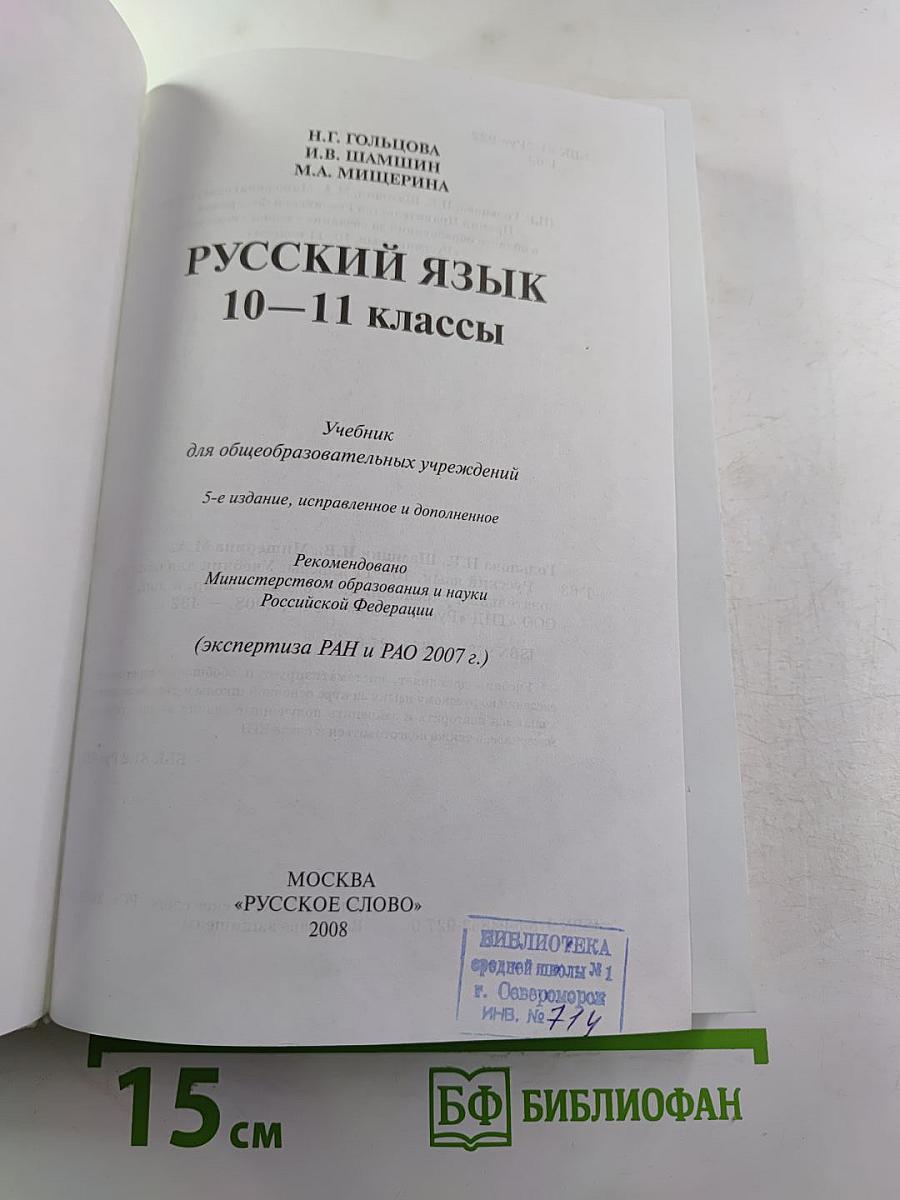 Н.Г. ГОЛЬЦОВА
И.В. ШАМШИН
М.А. МИЩЕРИНА
РУССКИЙ ЯЗЫК
10—11 классы
Учебник
для общеобразовательных учреждений
5-е издание, исправленное и дополненное
Рекомендовано
Министерством образования и науки
Российской Федерации
(экспертиза РАН и РАО 2007 г.)
МОСКВА
«РУССКОЕ СЛОВО»
2008
БИБЛИОТЕКА
средней школы № 1
г. Североморск
ИНВ. № 714
15 см
БФ БИБЛИОФАН